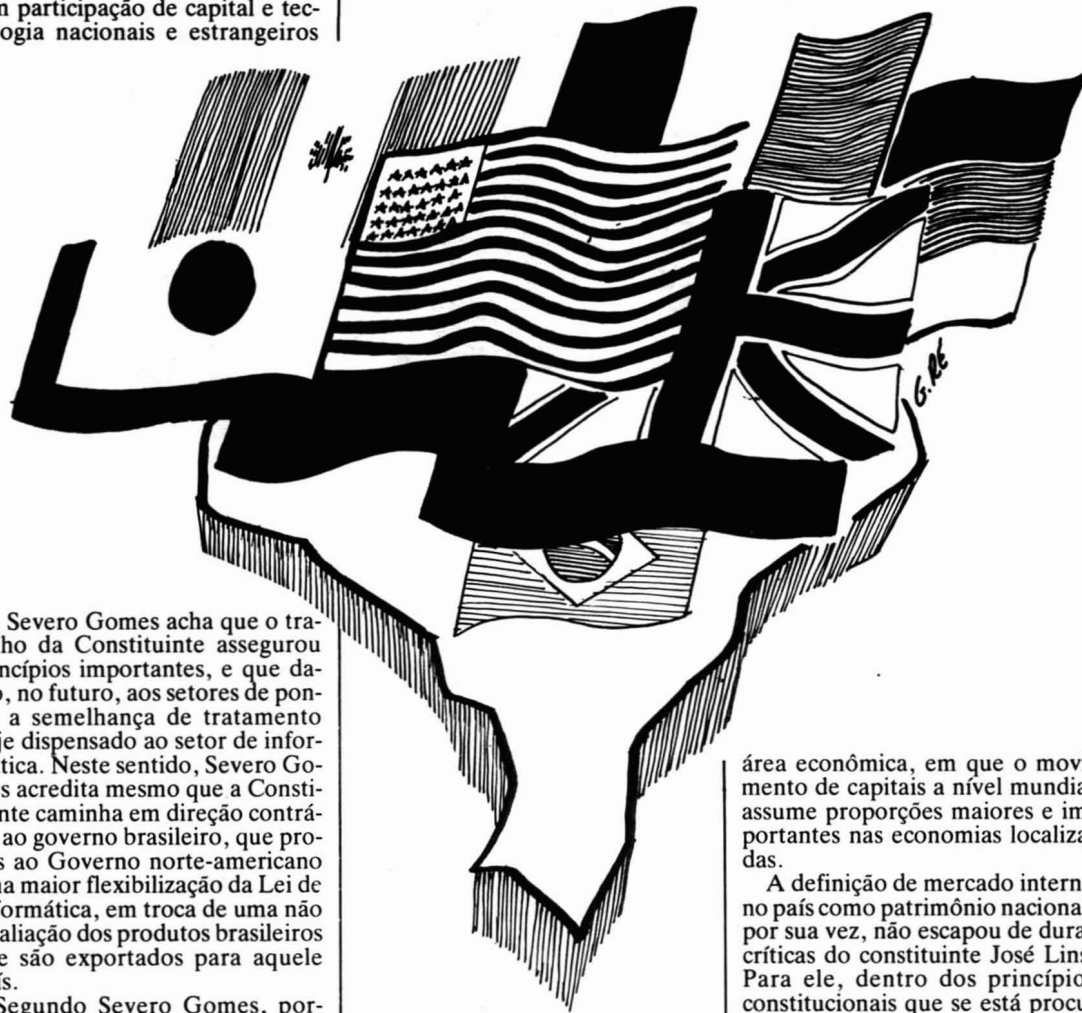 participação de capital e tec-
ogia nacionais e estrangeiros
G. RÉ
Severo Gomes acha que o tra-
ho da Constituinte assegurou
ncípios importantes, e que da-
o, no futuro, aos setores de pon-
a semelhança de tratamento
je dispensado ao setor de infor-
tica. Neste sentido, Severo Go-
s acredita mesmo que a Consti-
nte caminha em direção contrá-
ao governo brasileiro, que pro-
s ao Governo norte-americano
na maior flexibilização da Lei de
formática, em troca de uma não
aliação dos produtos brasileiros
e são exportados para aquele
ís.
Segundo Severo Gomes, por-
área econômica, em que o movi
mento de capitais a nível mundia
assume proporções maiores e im
portantes nas economias localiza
das.
A definição de mercado intern
no país como patrimônio naciona
por sua vez, não escapou de dura
críticas do constituinte José Lins
Para ele, dentro dos princípio
constitucionais que se está procu